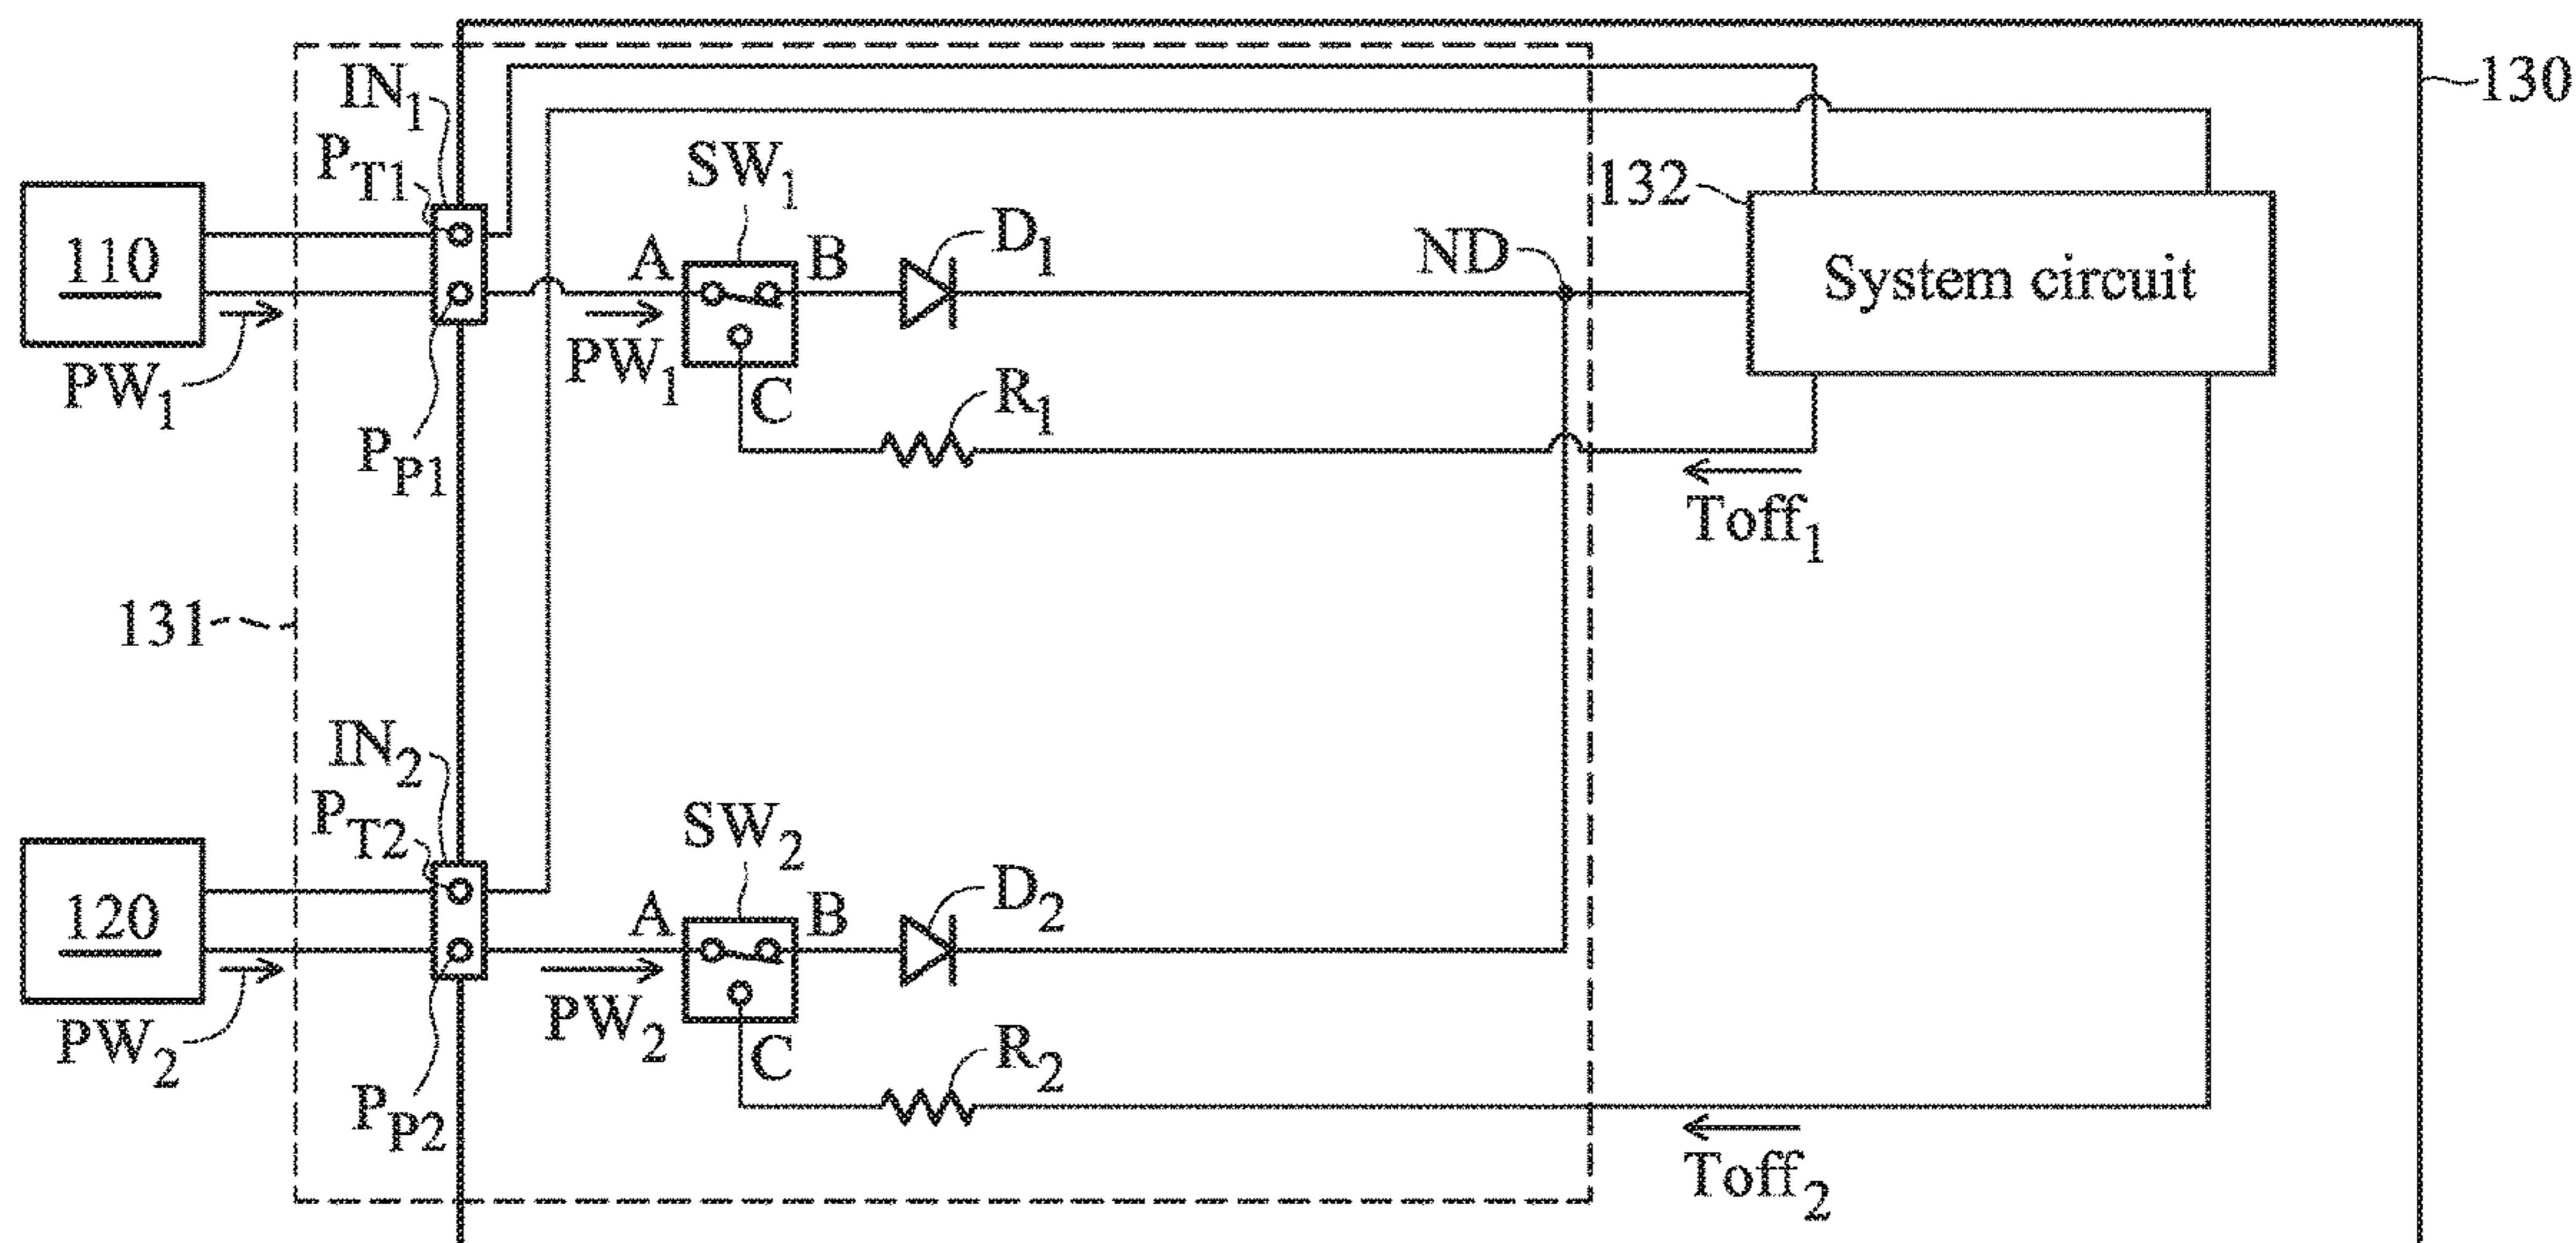 130
IN1
PT1
SW1
132
110
A
B
D1
ND
System circuit
PW1
PW1
C
R1
PP1
Toff1
131
IN2
PT2
SW2
120
A
B
D2
PW2
PW2
C
R2
PP2
Toff2